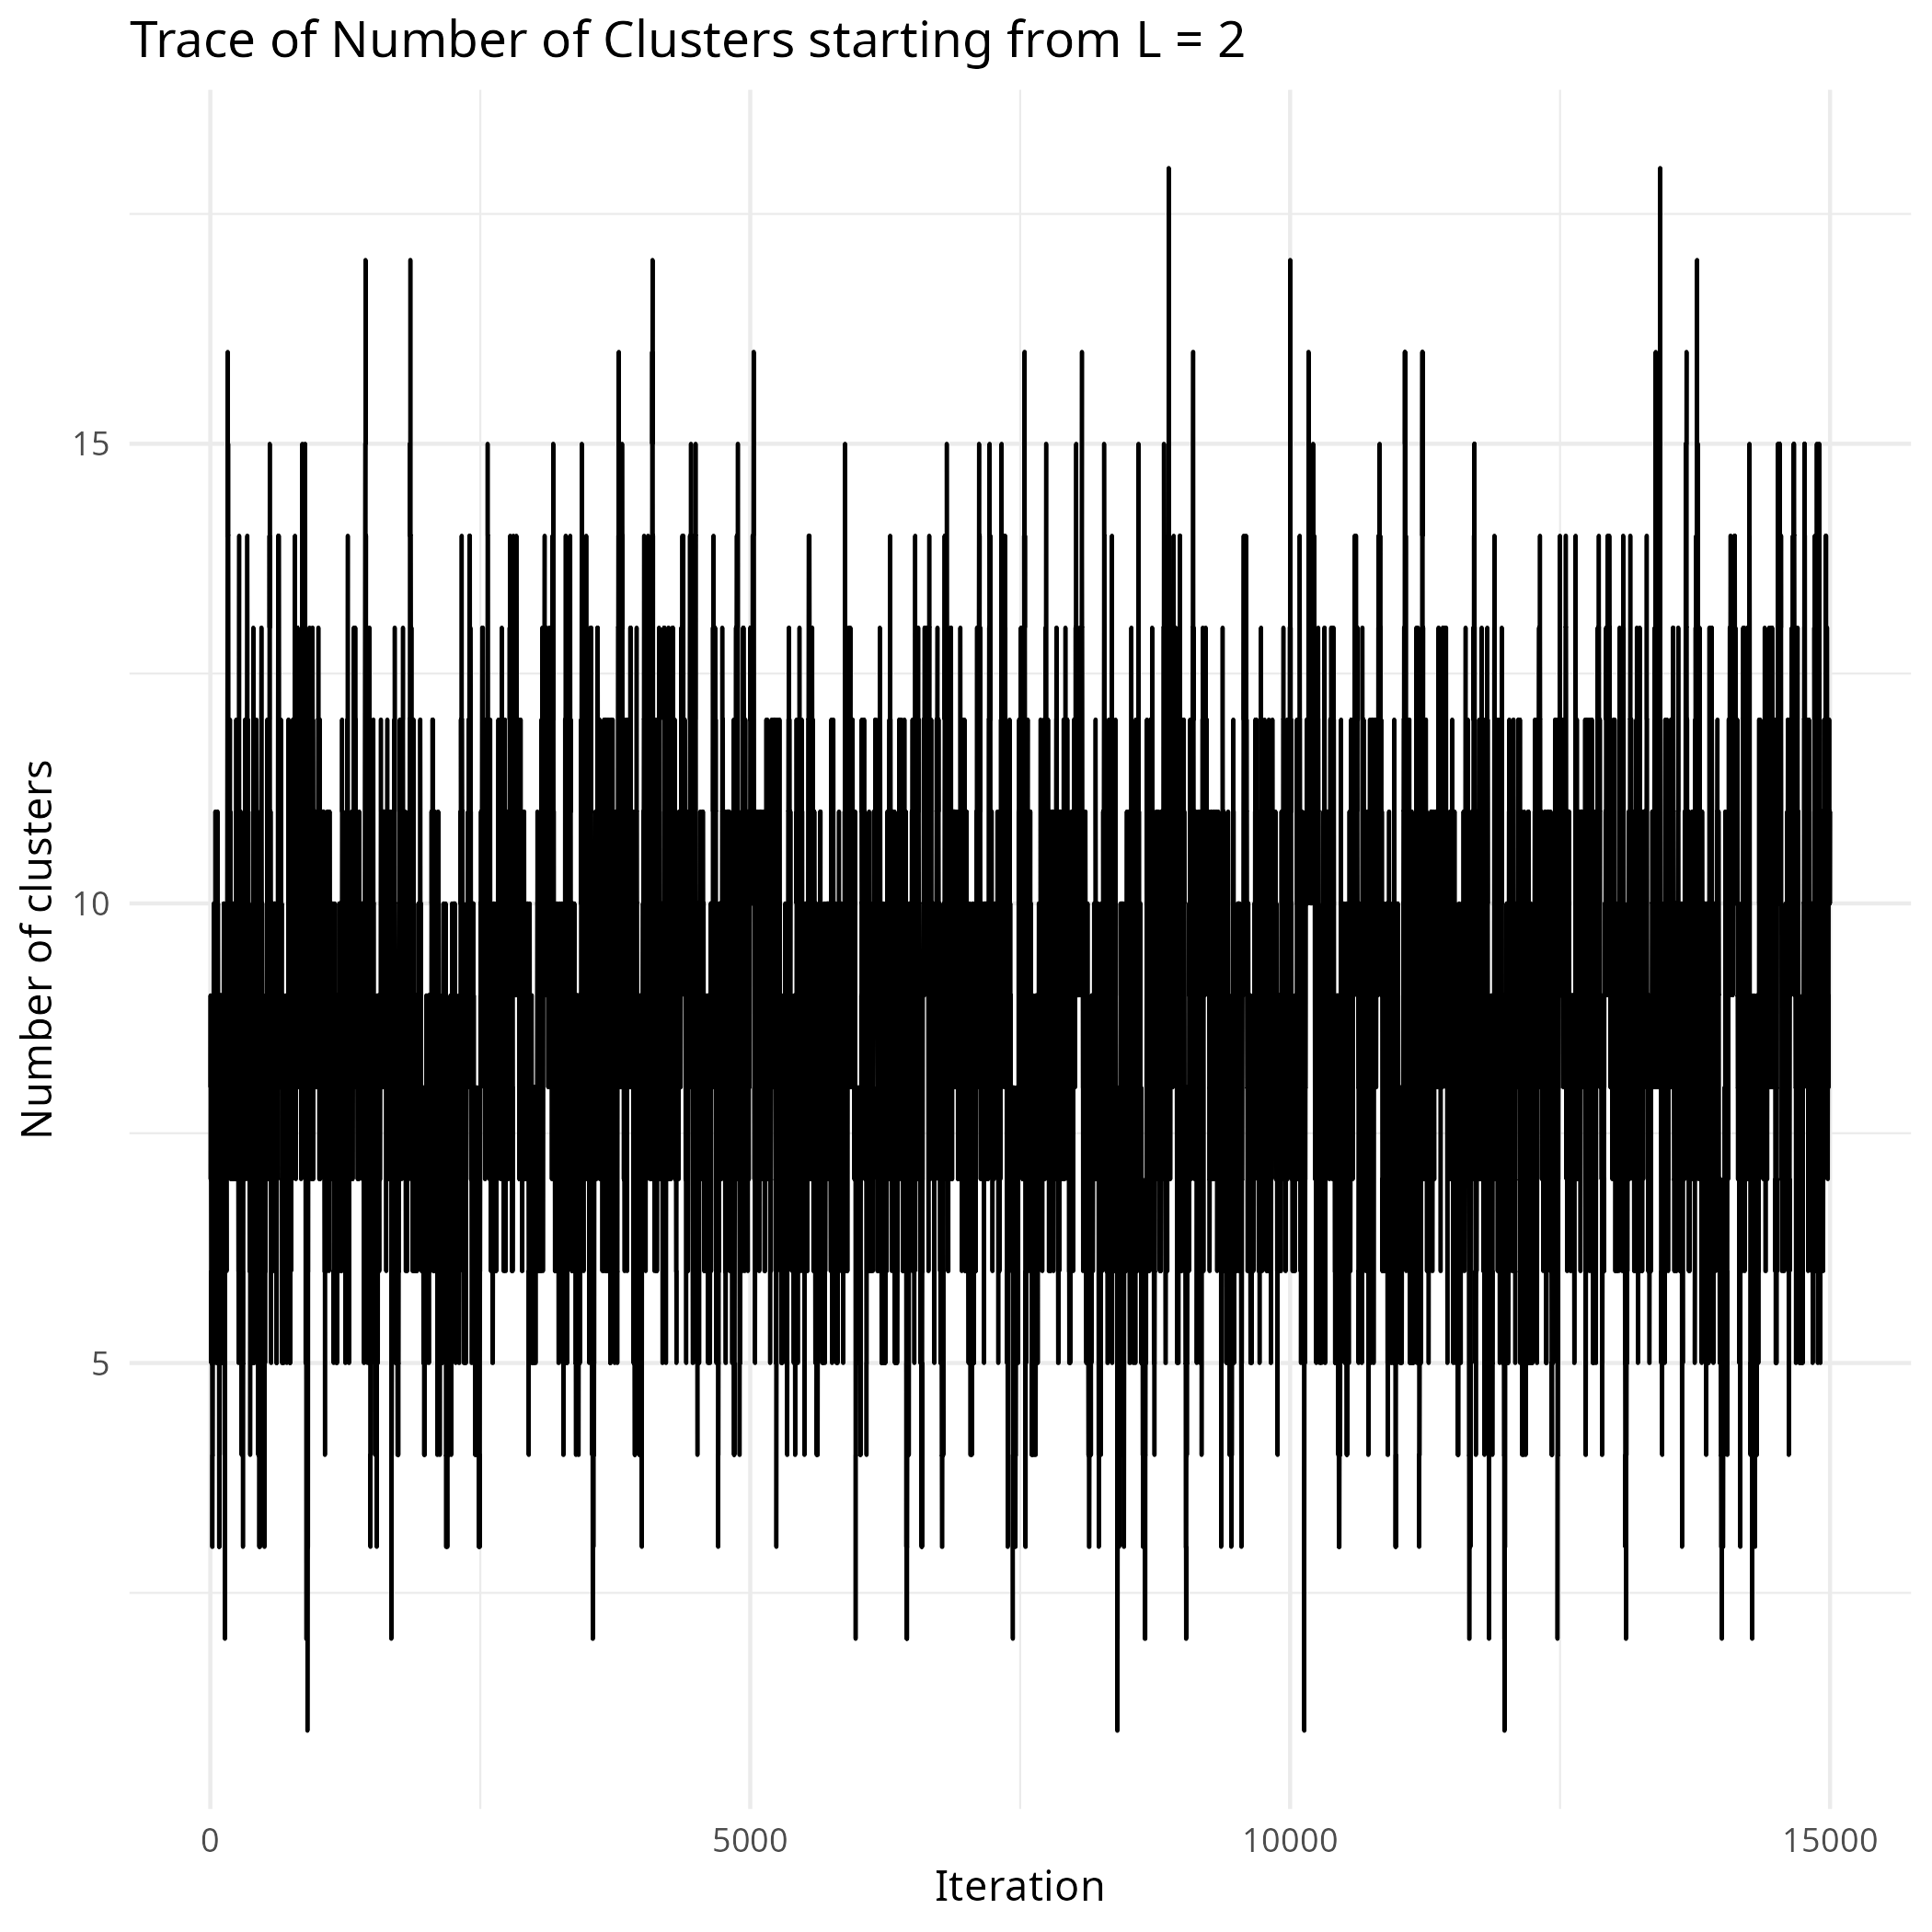 Trace of Number of Clusters starting from L = 2
Number of clusters
15
10
5
0 5000 10000 15000
Iteration